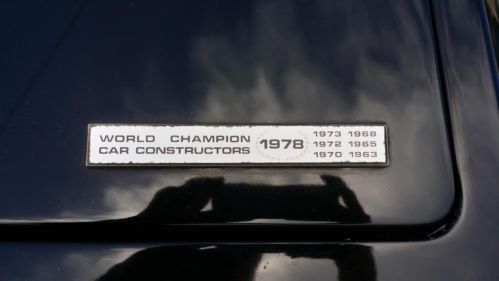 WORLD CHAMPION
CAR CONSTRUCTORS
1978
1973 1968
1972 1965
1970 1963